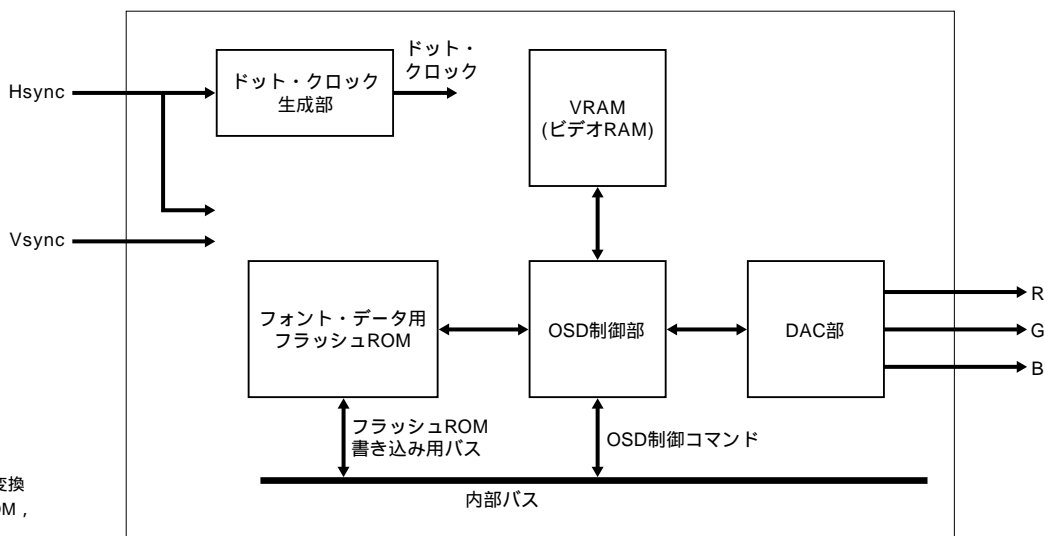 ドット・
クロック
Hsync
ドット・クロック
生成部
VRAM
(ビデオRAM)
Vsync
フォント・データ用
フラッシュROM
OSD制御部
DAC部
R
G
B
フラッシュROM
書き込み用バス
OSD制御コマンド
変換
OM，
内部バス